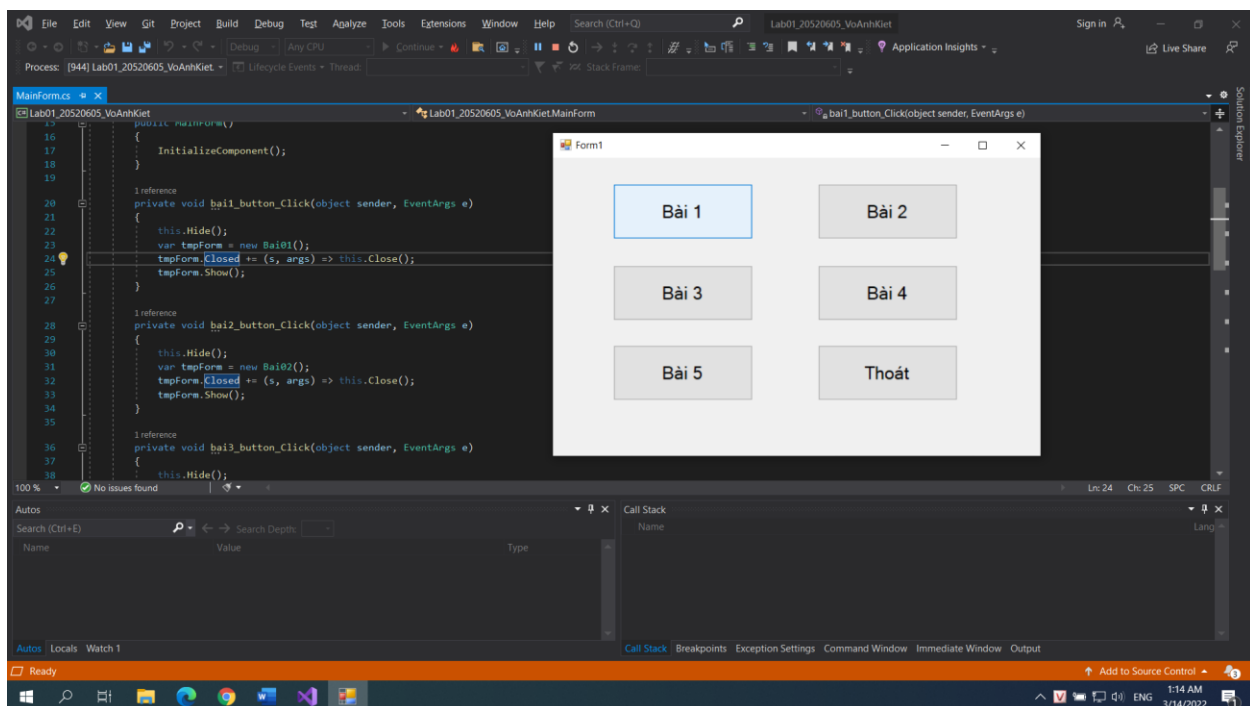 File Edit View Git Project Build Debug Test Analyze Tools Extensions Window Help Search (Ctrl+Q) Lab01_20520605_VoAnhKiet Sign in
Debug Any CPU Continue Application Insights Live Share
Process: [944] Lab01_20520605_VoAnhKiet. Lifecycle Events Thread: Stack Frame:
MainForm.cs
Solution Explorer
Lab01_20520605_VoAnhKiet Lab01_20520605_VoAnhKiet.MainForm bai1_button_Click(object sender, EventArgs e)
15 public MainForm()
16 {
17 InitializeComponent();
18 }
19
1 reference
20 private void bai1_button_Click(object sender, EventArgs e)
21 {
22 this.Hide();
23 var tmpForm = new Bai01();
24 tmpForm.Closed += (s, args) => this.Close();
25 tmpForm.Show();
26 }
27
1 reference
28 private void bai2_button_Click(object sender, EventArgs e)
29 {
30 this.Hide();
31 var tmpForm = new Bai02();
32 tmpForm.Closed += (s, args) => this.Close();
33 tmpForm.Show();
34 }
35
1 reference
36 private void bai3_button_Click(object sender, EventArgs e)
37 {
38 this.Hide();
Form1
Bài 1 Bài 2
Bài 3 Bài 4
Bài 5 Thoát
100 % No issues found Ln: 24 Ch: 25 SPC CRLF
Autos
Search (Ctrl+E) Search Depth:
Name Value Type
Call Stack
Name Lang
Autos Locals Watch 1
Call Stack Breakpoints Exception Settings Command Window Immediate Window Output
Ready Add to Source Control
ENG 1:14 AM
3/14/2022